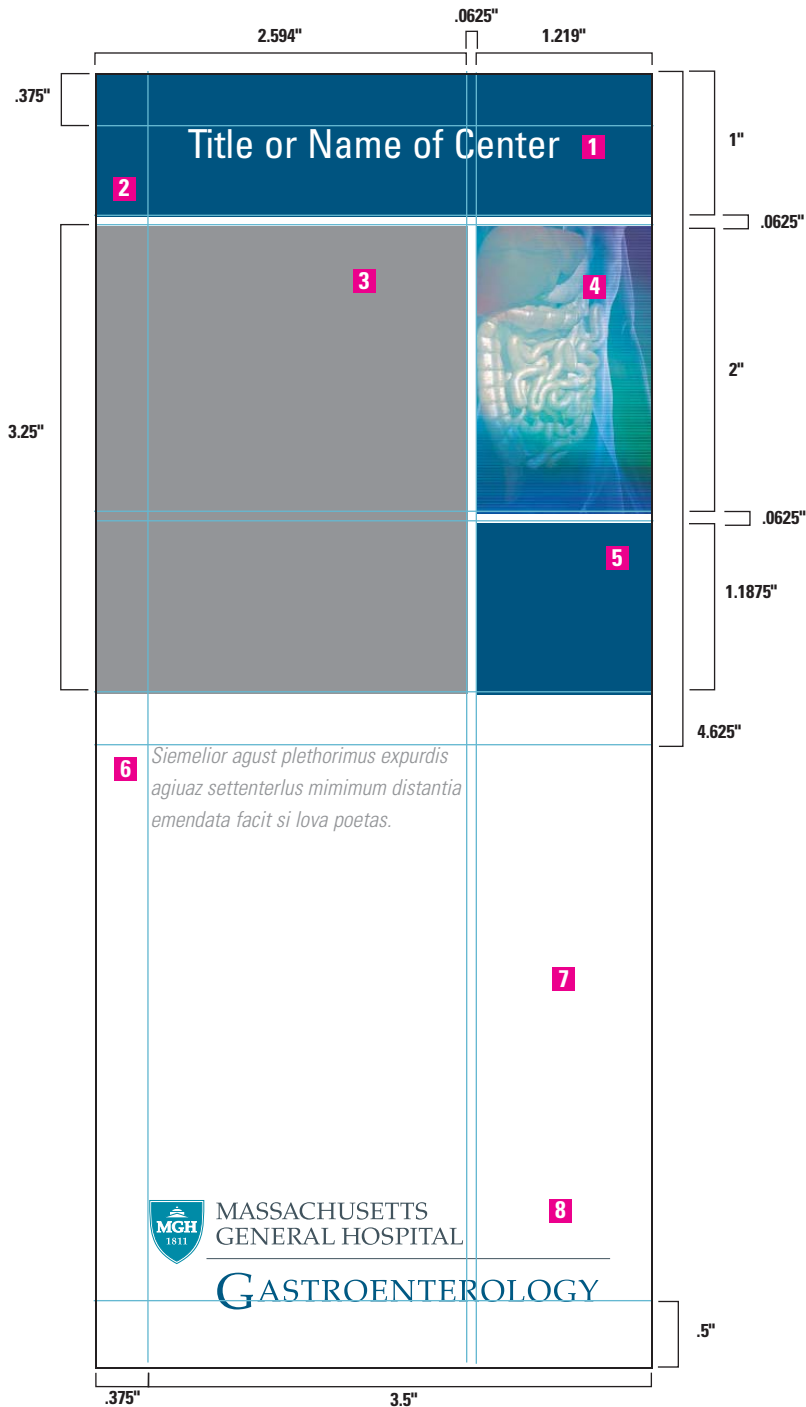 .0625"
2.594"
1.219"
.375"
Title or Name of Center
1
1"
2
.0625"
3
4
2"
3.25"
.0625"
5
1.1875"
4.625"
6
Siemelior agust plethorimus expurdis
agiuaz settenterlus mimimum distantia
emendata facit si lova poetas.
7
8
MGH
1811
MASSACHUSETTS
GENERAL HOSPITAL
GASTROENTEROLOGY
.5"
.375"
3.5"